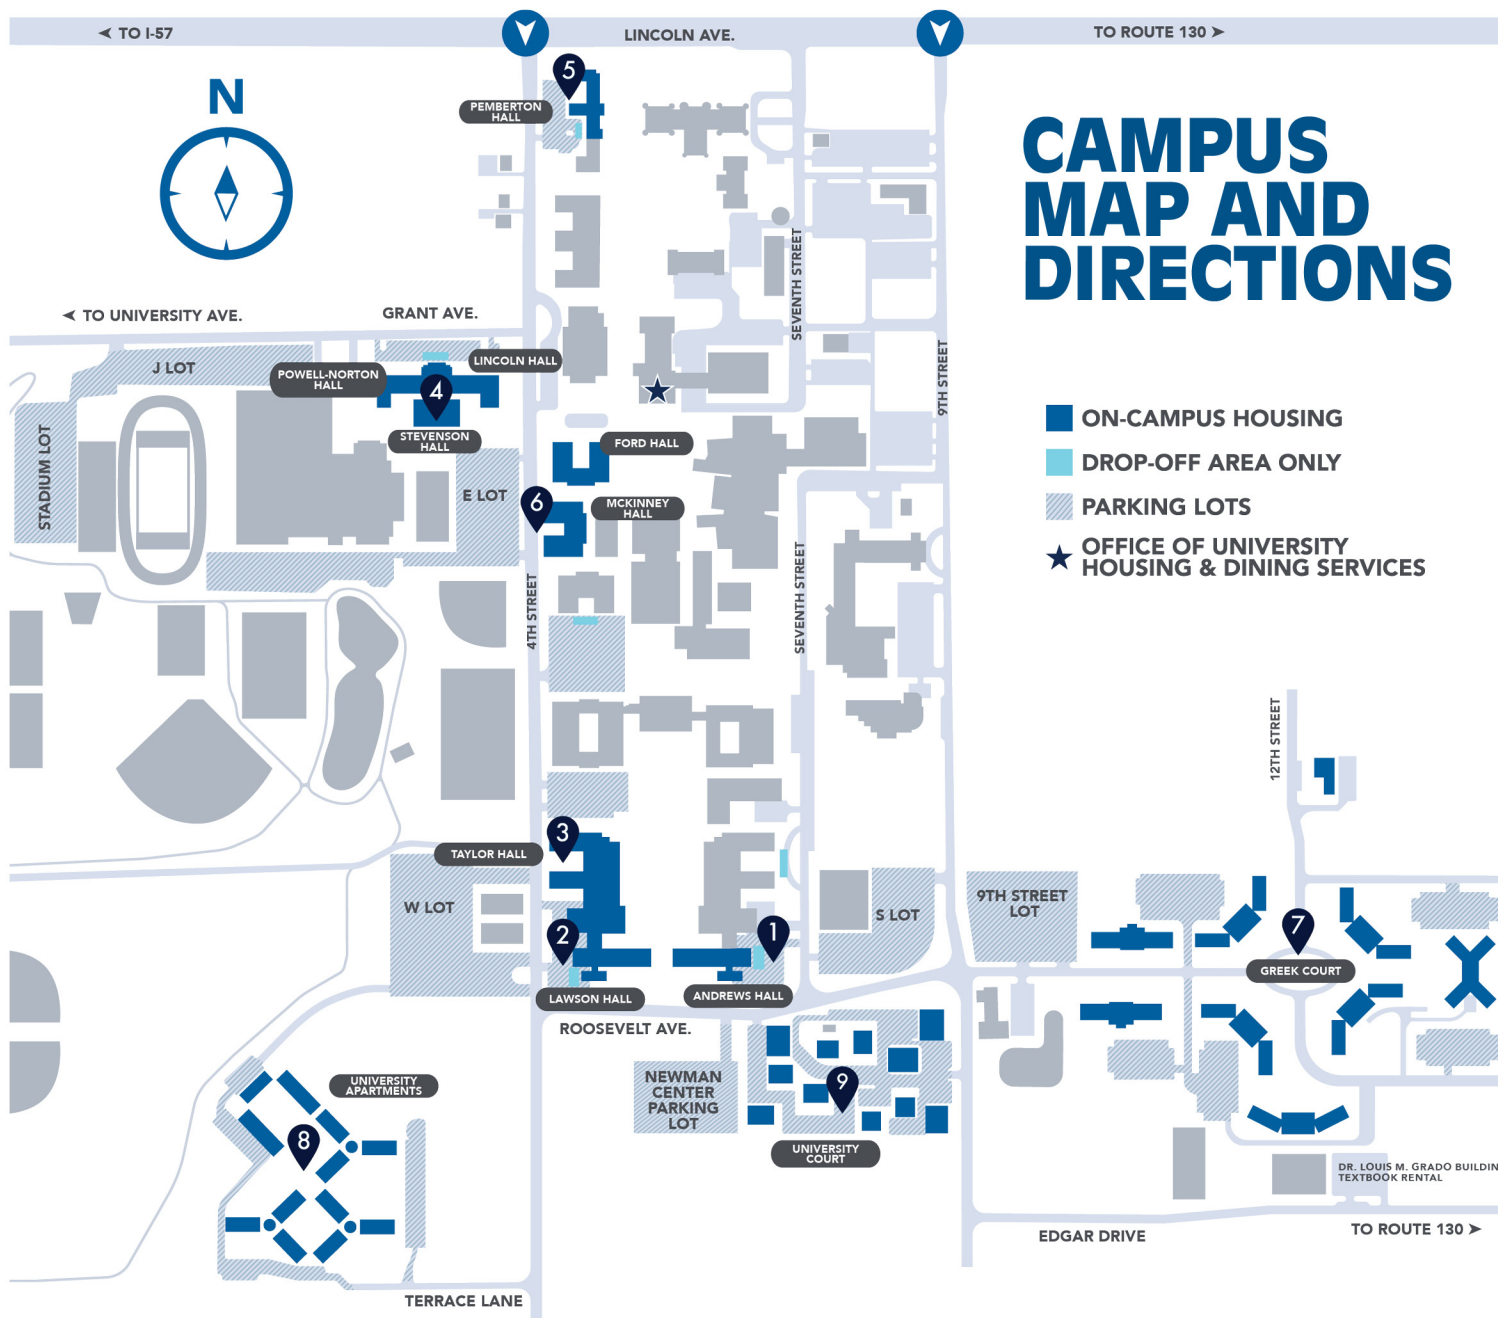 TO I-57
LINCOLN AVE.
TO ROUTE 130
N
5
PEMBERTON
HALL
CAMPUS
MAP AND
DIRECTIONS
SEVENTH STREET
TO UNIVERSITY AVE.
GRANT AVE.
J LOT
POWELL-NORTON
HALL
LINCOLN HALL
4
STEVENSON
HALL
9TH STREET
STADIUM LOT
E LOT
FORD HALL
6
MCKINNEY
HALL
ON-CAMPUS HOUSING
DROP-OFF AREA ONLY
PARKING LOTS
OFFICE OF UNIVERSITY
HOUSING & DINING SERVICES
4TH STREET
SEVENTH STREET
12TH STREET
3
TAYLOR HALL
W LOT
2
LAWSON HALL
1
ANDREWS HALL
S LOT
9TH STREET
LOT
7
GREEK COURT
ROOSEVELT AVE.
NEWMAN
CENTER
PARKING
LOT
9
UNIVERSITY
COURT
UNIVERSITY
APARTMENTS
8
DR. LOUIS M. GRADO BUILDIN
TEXTBOOK RENTAL
EDGAR DRIVE
TO ROUTE 130
TERRACE LANE